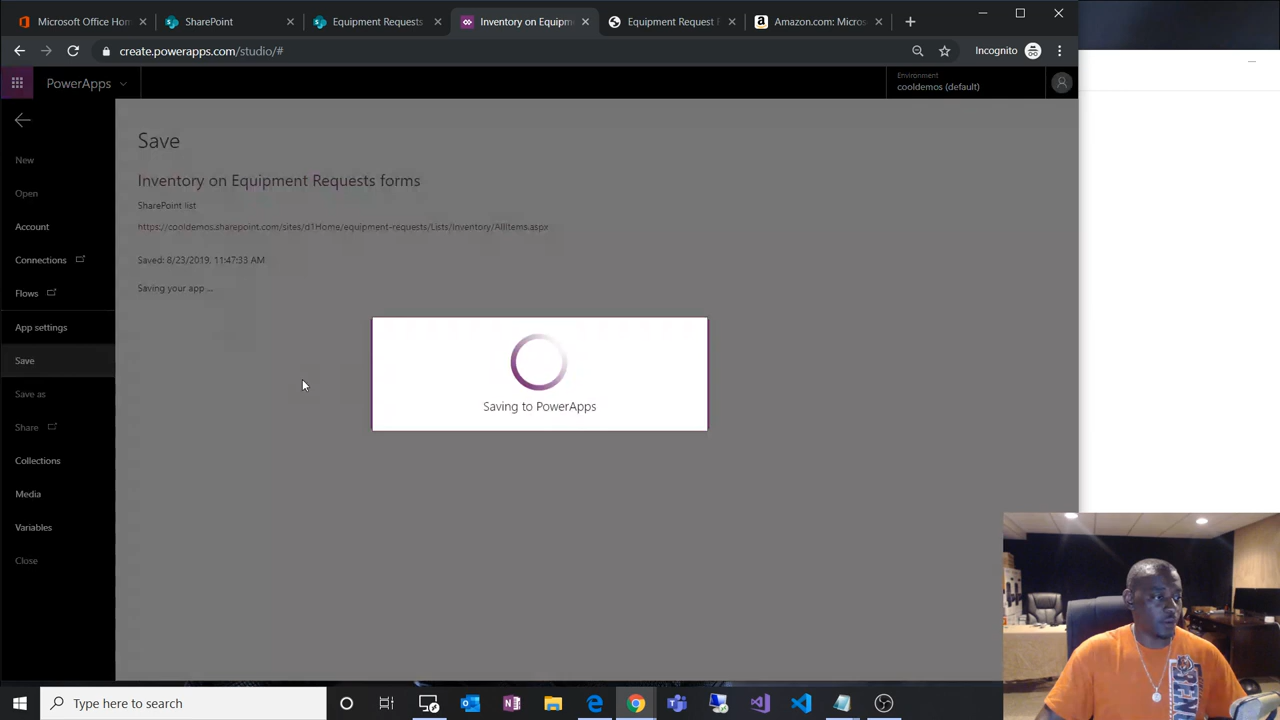 Microsoft Office Home
SharePoint
Equipment Requests
Inventory on Equipm
Equipment Request F
Amazon.com: Micros
create.powerapps.com/studio/#
Incognito
PowerApps
Environment
cooldemos (default)
Save
Inventory on Equipment Requests forms
SharePoint list
https://cooldemos.sharepoint.com/sites/d1Home/equipment-requests/Lists/Inventory/AllItems.aspx
Saved: 8/23/2019, 11:47:33 AM
Saving your app ...
New
Open
Account
Connections
Flows
App settings
Save
Save as
Share
Collections
Media
Variables
Close
Saving to PowerApps
Type here to search